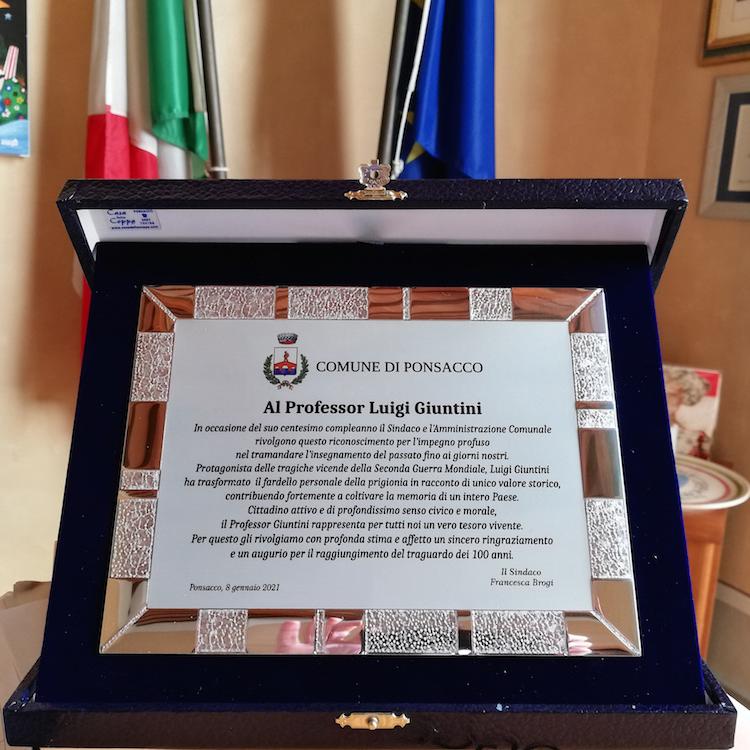 Casa
della
Coppa
PONSACCO
COMUNE DI PONSACCO
Al Professor Luigi Giuntini
In occasione del suo centesimo compleanno il Sindaco e l'Amministrazione Comunale
rivolgono questo riconoscimento per l'impegno profuso
nel tramandare l'insegnamento del passato fino ai giorni nostri.
Protagonista delle tragiche vicende della Seconda Guerra Mondiale, Luigi Giuntini
ha trasformato il fardello personale della prigionia in racconto di unico valore storico,
contribuendo fortemente a coltivare la memoria di un intero Paese.
Cittadino attivo e di profondissimo senso civico e morale,
il Professor Giuntini rappresenta per tutti noi un vero tesoro vivente.
Per questo gli rivolgiamo con profonda stima e affetto un sincero ringraziamento
e un augurio per il raggiungimento del traguardo dei 100 anni.
Il Sindaco
Francesca Brogi
Ponsacco, 8 gennaio 2021